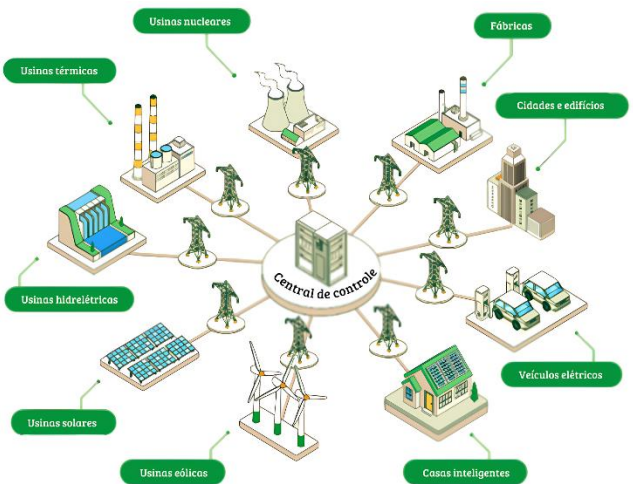 Usinas nucleares
Fábricas
Usinas térmicas
Cidades e edifícios
Central de controle
Usinas hidrelétricas
Veículos elétricos
Usinas solares
Usinas eólicas
Casas inteligentes